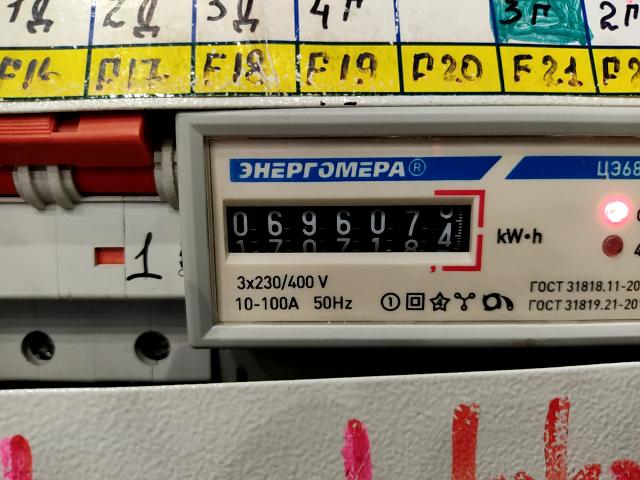 1Д 2Д 3Д 4Г 3Г 2Г
F16 F17 F18 F19 F20 F21
ЭНЕРГОМЕРА®
ЦЭ68
0696074
kW•h
1
3x230/400 V
10-100A 50Hz
ГОСТ 31818.11-20
ГОСТ 31819.21-20